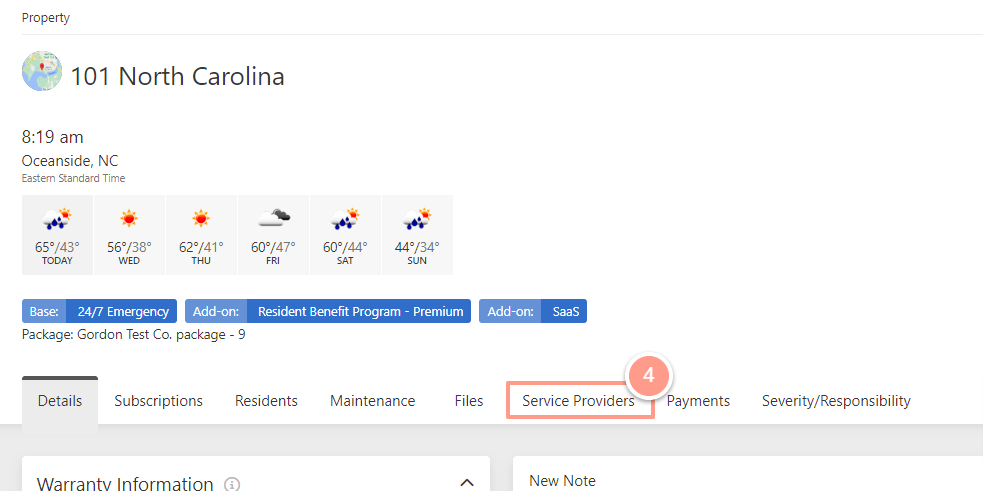 Property
101 North Carolina
8:19 am
Oceanside, NC
Eastern Standard Time
65°/43° 56°/38° 62°/41° 60°/47° 60°/44° 44°/34°
TODAY WED THU FRI SAT SUN
Base: 24/7 Emergency Add-on: Resident Benefit Program - Premium Add-on: SaaS
Package: Gordon Test Co. package - 9
4
Details Subscriptions Residents Maintenance Files Service Providers Payments Severity/Responsibility
Warranty Information
New Note